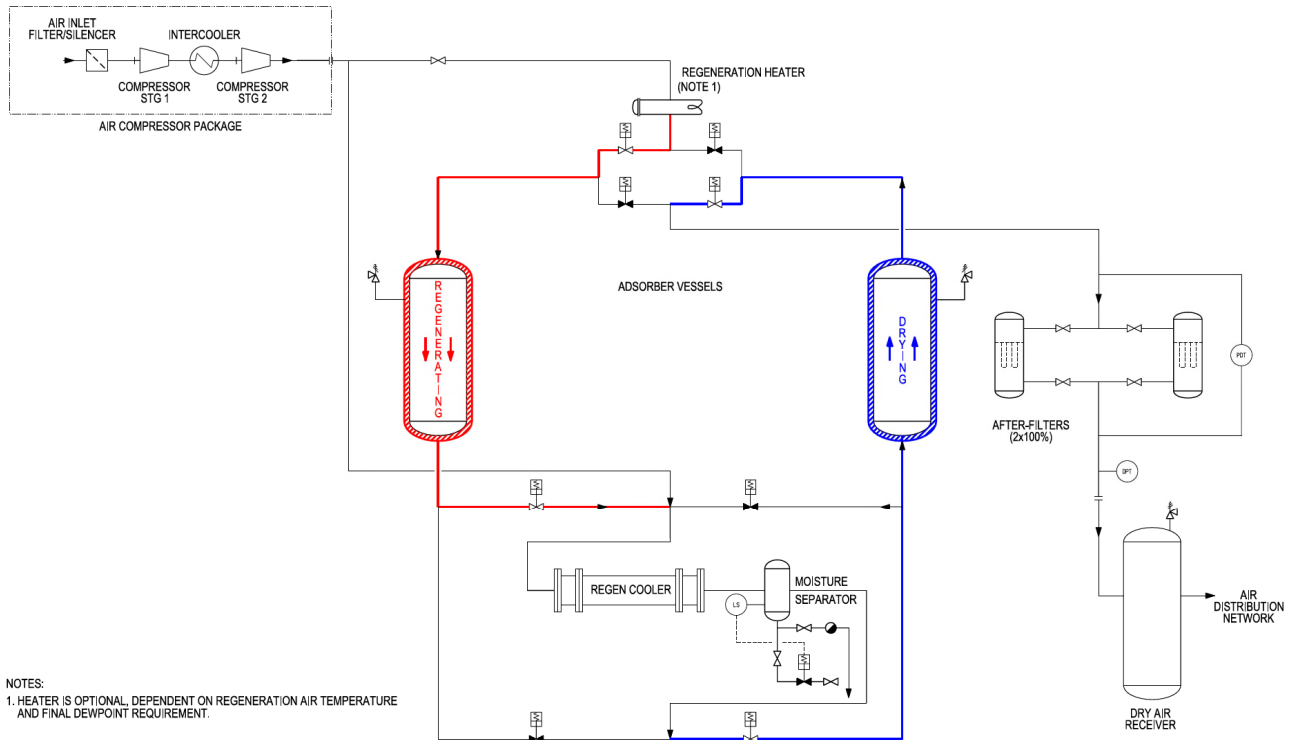 AIR INLET
FILTER/SILENCER
INTERCOOLER
COMPRESSOR
STG 1
COMPRESSOR
STG 2
AIR COMPRESSOR PACKAGE
REGENERATION HEATER
(NOTE 1)
ADSORBER VESSELS
REGENERATING
DRYING
PDT
AFTER-FILTERS
(2x100%)
DPT
REGEN COOLER
MOISTURE
SEPARATOR
LS
AIR
DISTRIBUTION
NETWORK
DRY AIR
RECEIVER
NOTES:
1. HEATER IS OPTIONAL, DEPENDENT ON REGENERATION AIR TEMPERATURE
AND FINAL DEWPOINT REQUIREMENT.